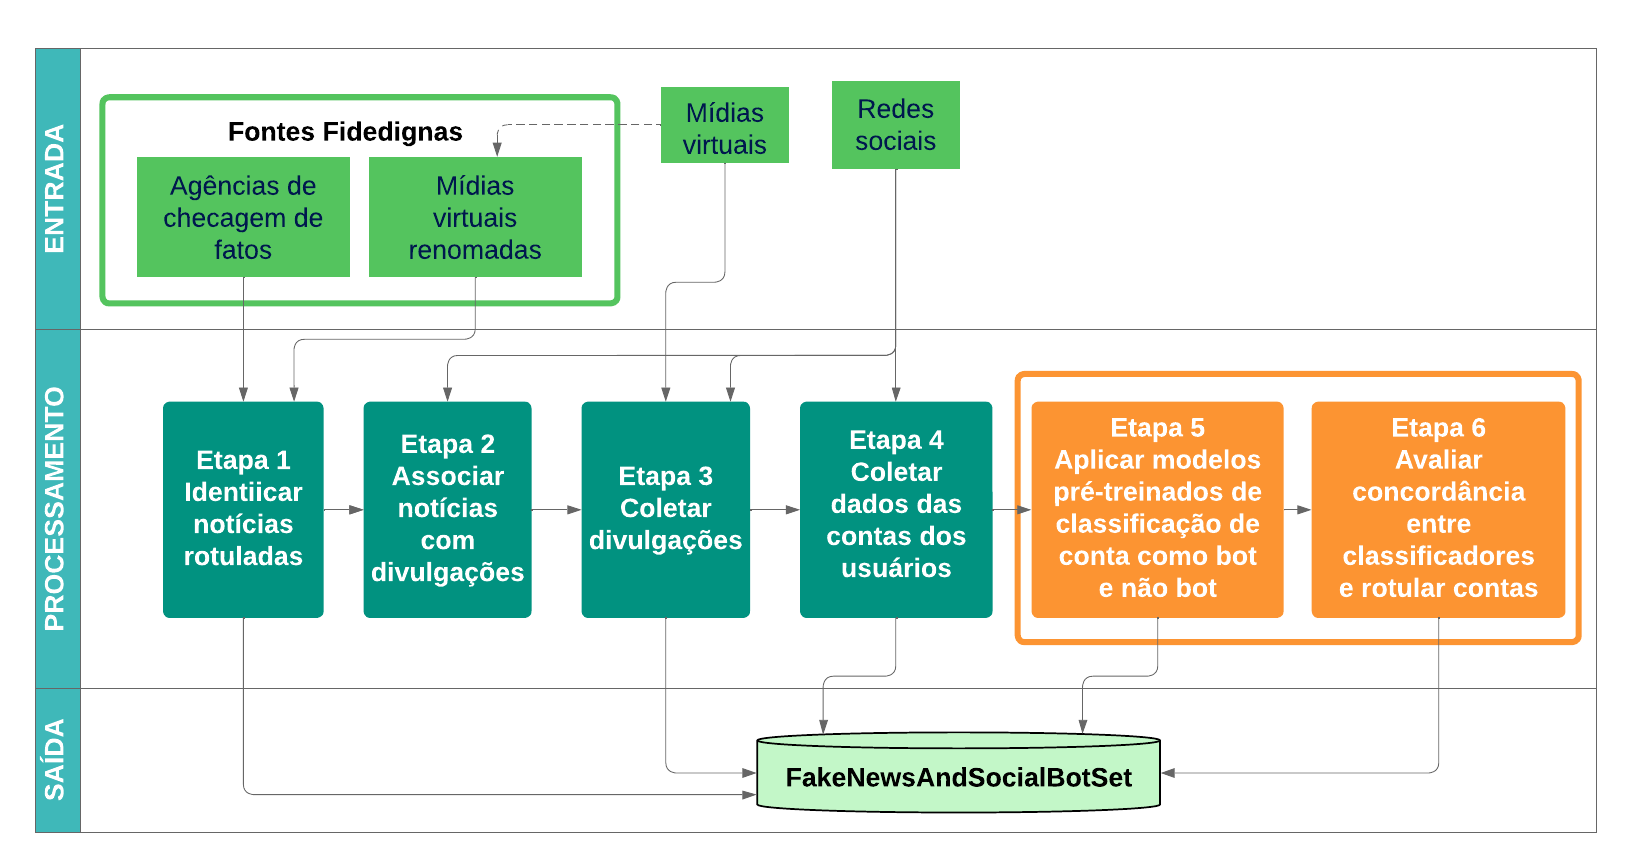 ENTRADA
Fontes Fidedignas
Agências de
checagem de
fatos
Mídias
virtuais
renomadas
Mídias
virtuais
Redes
sociais
PROCESSAMENTO
Etapa 1
Identiicar
notícias
rotuladas
Etapa 2
Associar
notícias
com
divulgações
Etapa 3
Coletar
divulgações
Etapa 4
Coletar
dados das
contas dos
usuários
Etapa 5
Aplicar modelos
pré-treinados de
classificação de
conta como bot
e não bot
Etapa 6
Avaliar
concordância
entre
classificadores
e rotular contas
SAÍDA
FakeNewsAndSocialBotSet